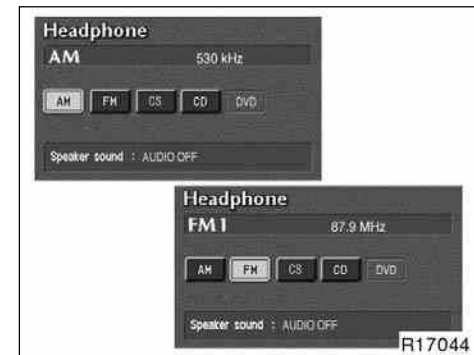 Headphone
AM 530 kHz
AM FM CS CD DVD
Speaker sound : AUDIO OFF
Headphone
FM1 87.9 MHz
AM FM CS CD DVD
Speaker sound : AUDIO OFF
R17044